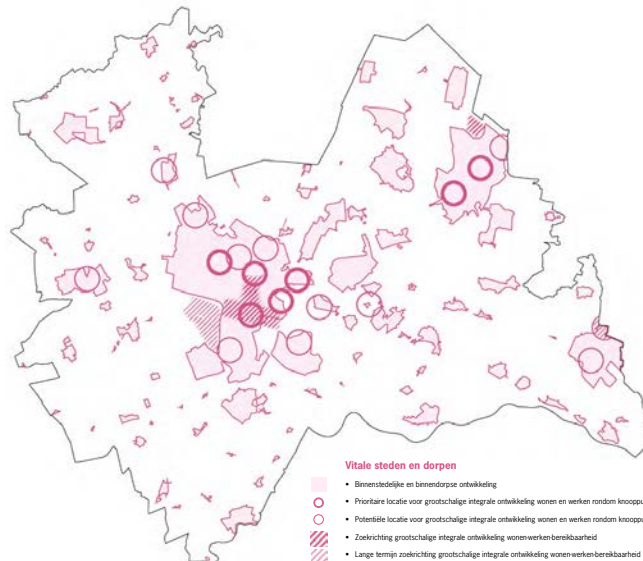 Vitale steden en dorpen
• Binnenstedelijke en binnendorpse ontwikkeling
• Prioritaire locatie voor grootschalige integrale ontwikkeling wonen en werken rondom knooppu
• Potentiële locatie voor grootschalige integrale ontwikkeling wonen en werken rondom knooppu
• Zoekrichting grootschalige integrale ontwikkeling wonen-werken-bereikbaarheid
• Lange termijn zoekrichting grootschalige integrale ontwikkeling wonen-werken-bereikbaarheid